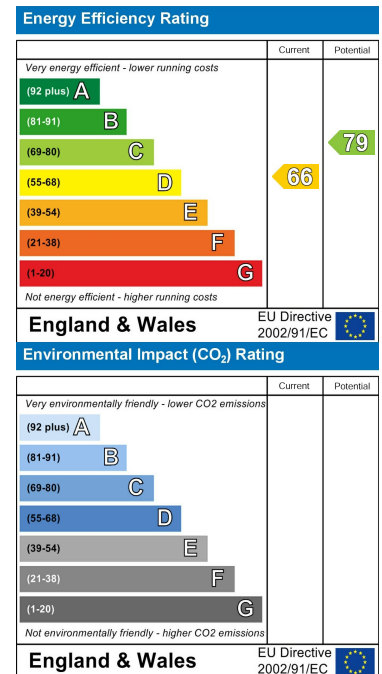 Energy Efficiency Rating
Current Potential
Very energy efficient - lower running costs
(92 plus) A
(81-91) B
(69-80) C
79
(55-68) D
66
(39-54) E
(21-38) F
(1-20) G
Not energy efficient - higher running costs
England & Wales
EU Directive
2002/91/EC
Environmental Impact (CO₂) Rating
Current Potential
Very environmentally friendly - lower CO2 emissions
(92 plus) A
(81-91) B
(69-80) C
(55-68) D
(39-54) E
(21-38) F
(1-20) G
Not environmentally friendly - higher CO2 emissions
England & Wales
EU Directive
2002/91/EC